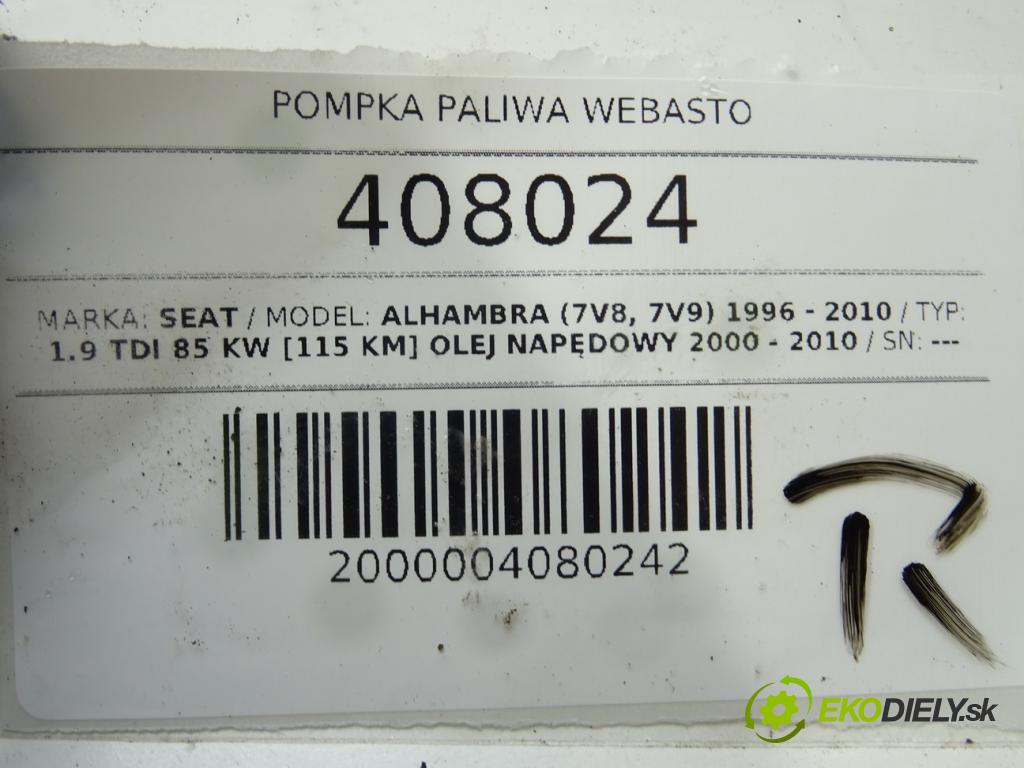 POMPKA PALIWA WEBASTO
408024
MARKA: SEAT / MODEL: ALHAMBRA (7V8, 7V9) 1996 - 2010 / TYP:
1.9 TDI 85 KW [115 KM] OLEJ NAPĘDOWY 2000 - 2010 / SN: ---
2000004080242
R
EKODIELY.sk